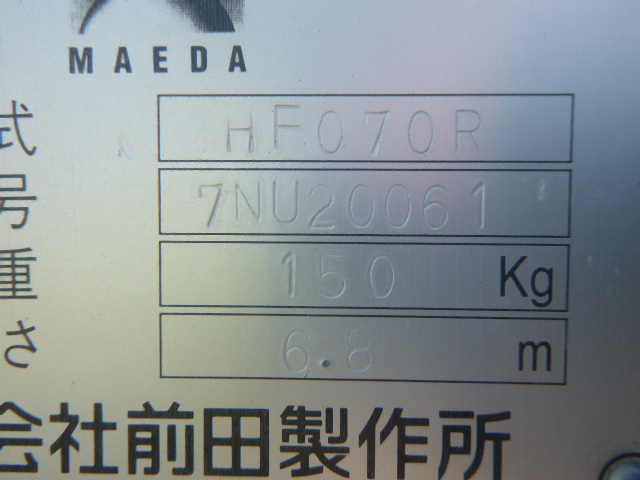 MAEDA
式 HF070R
号 7NU20061
重 150 Kg
さ 6.8 m
会社前田製作所